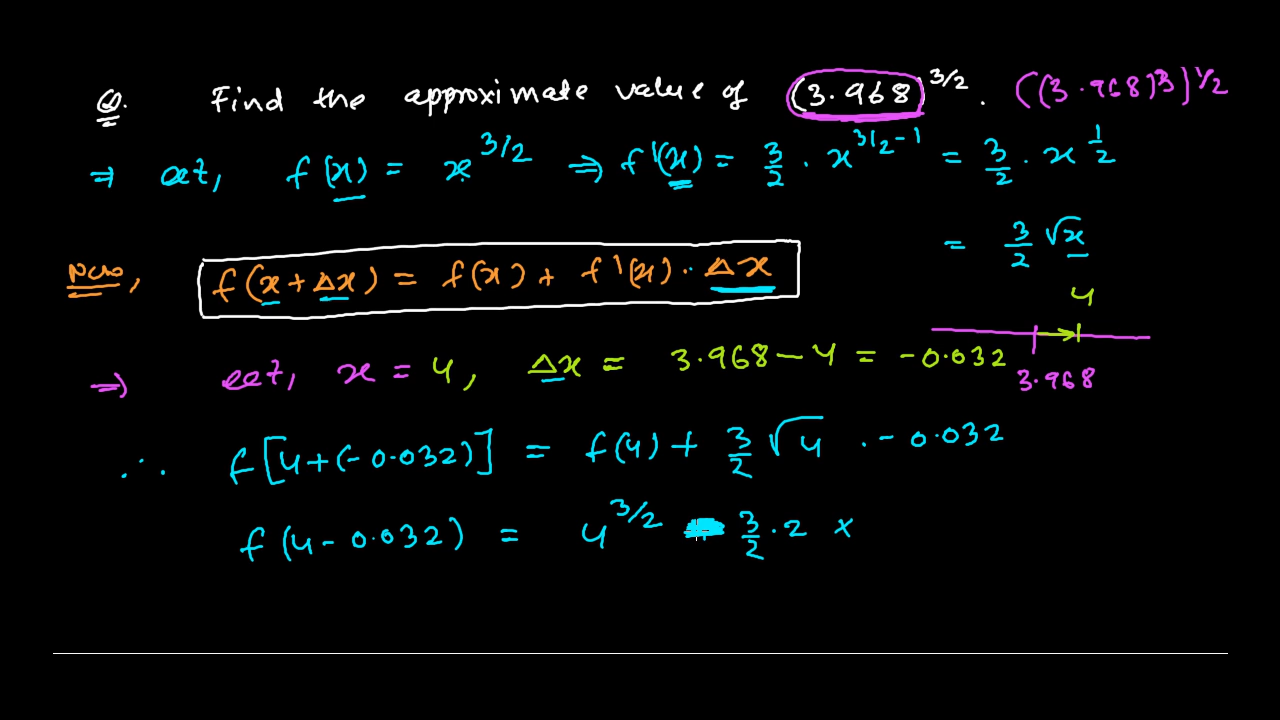 Q. Find the approximate value of (3.968)^3/2. ((3.968)^3)^1/2
⇒ let, f(x) = x^3/2 ⇒ f'(x) = 3/2 · x^3/2-1 = 3/2 · x^1/2
= 3/2 √x
Now, f(x + Δx) = f(x) + f'(x) · Δx
4
⇒ let, x = 4, Δx = 3.968 - 4 = -0.032
3.968
∴ f[4+(-0.032)] = f(4) + 3/2 √4 . - 0.032
f(4 - 0.032) = 4^3/2 - 3/2 · 2 ×